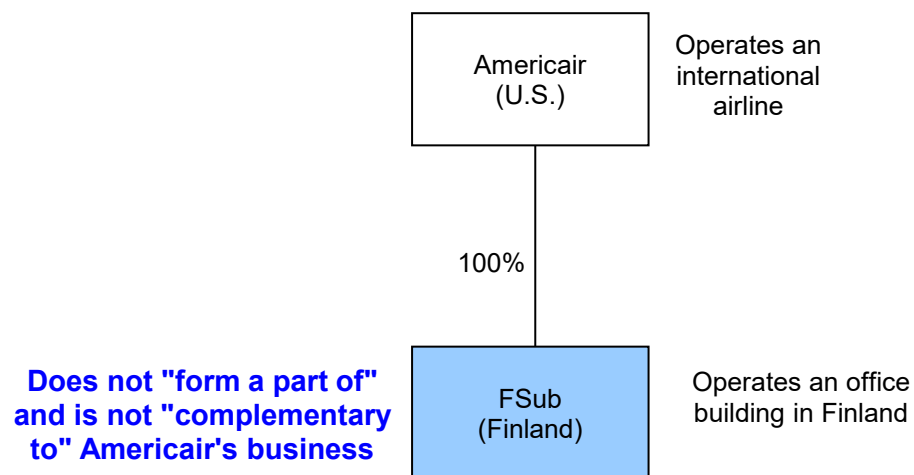 Americair
(U.S.)
Operates an
international
airline
100%
Does not "form a part of"
and is not "complementary
to" Americair's business
FSub
(Finland)
Operates an office
building in Finland